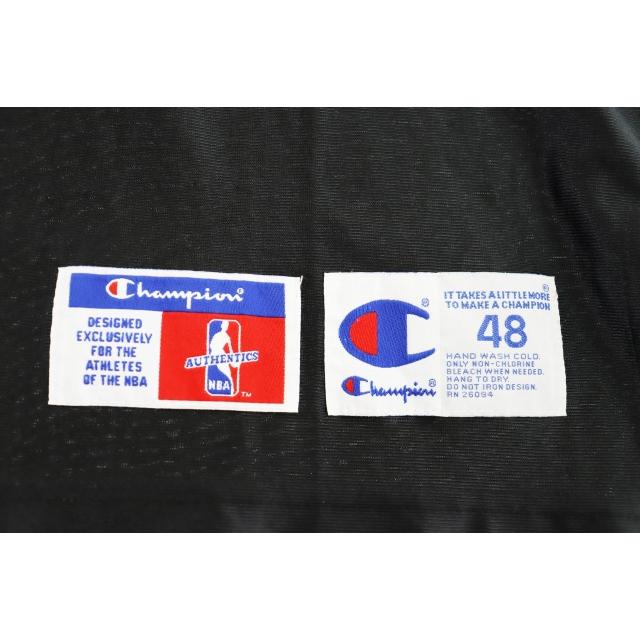 Champion®
DESIGNED
EXCLUSIVELY
FOR THE
ATHLETES
OF THE NBA
AUTHENTICS
NBA
TM
®
IT TAKES A LITTLE MORE
TO MAKE A CHAMPION®
48
HAND WASH COLD.
ONLY NON-CHLORINE
BLEACH WHEN NEEDED.
HANG TO DRY.
DO NOT IRON DESIGN.
RN 26094
Champion®